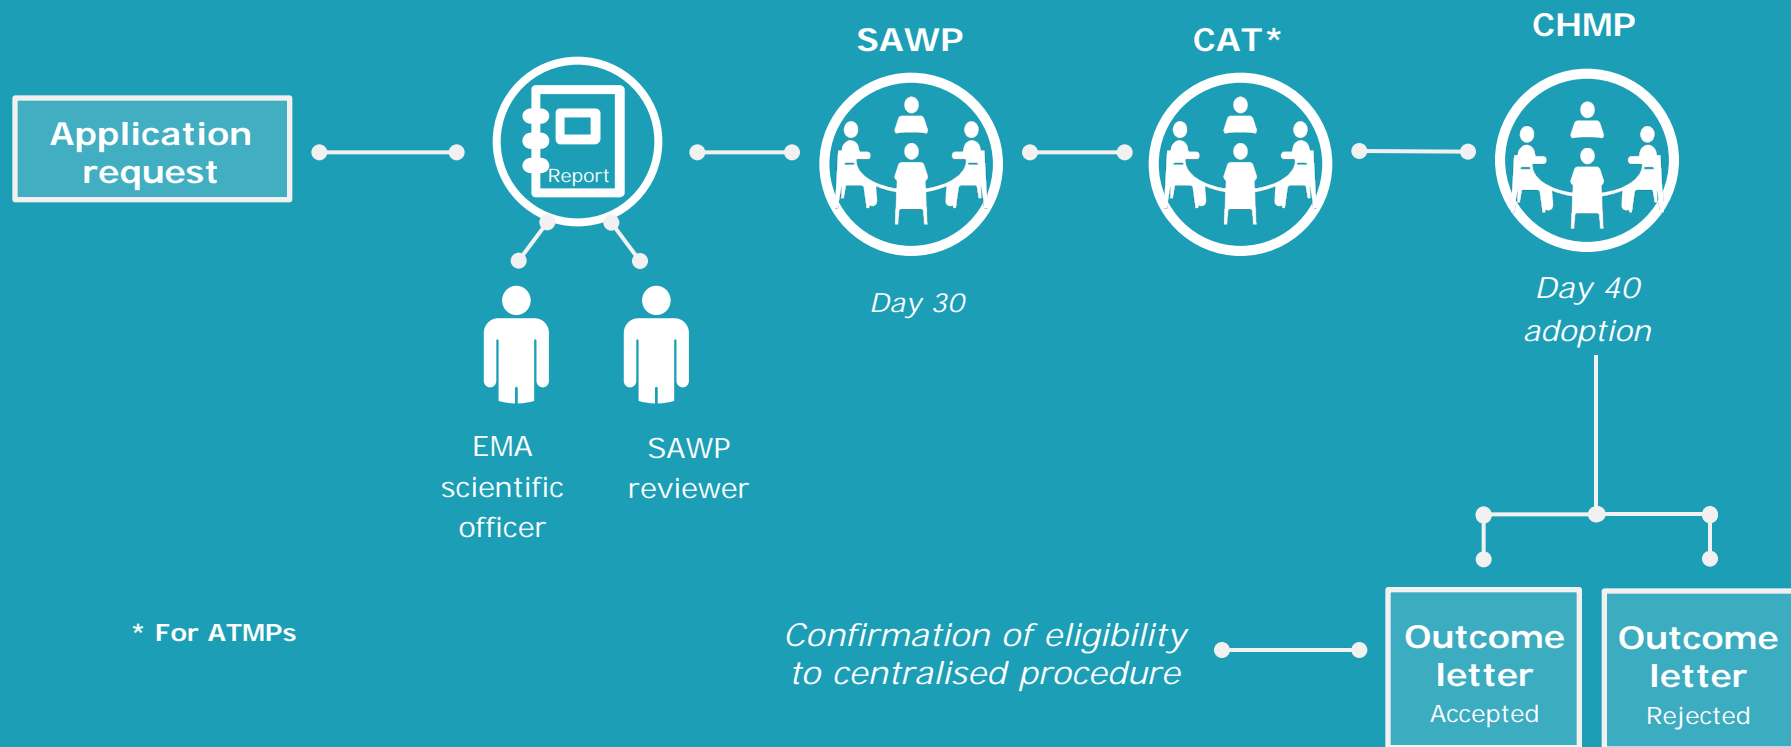 Application
request
Report
EMA
scientific
officer
SAWP
reviewer
SAWP
Day 30
CAT*
CHMP
Day 40
adoption
Outcome
letter
Accepted
Outcome
letter
Rejected
Confirmation of eligibility
to centralised procedure
* For ATMPs